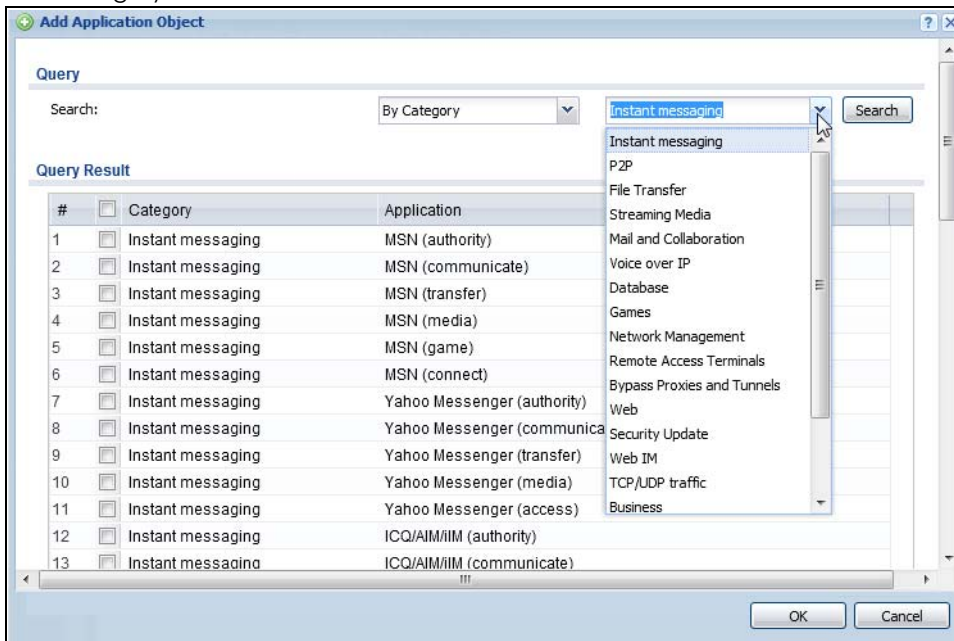 Add Application Object
Query
Search: By Category Instant messaging Search
Instant messaging
P2P
File Transfer
Streaming Media
Mail and Collaboration
Voice over IP
Database
Games
Network Management
Remote Access Terminals
Bypass Proxies and Tunnels
Web
Security Update
Web IM
TCP/UDP traffic
Business
Query Result
# Category Application
1 Instant messaging MSN (authority)
2 Instant messaging MSN (communicate)
3 Instant messaging MSN (transfer)
4 Instant messaging MSN (media)
5 Instant messaging MSN (game)
6 Instant messaging MSN (connect)
7 Instant messaging Yahoo Messenger (authority)
8 Instant messaging Yahoo Messenger (communica
9 Instant messaging Yahoo Messenger (transfer)
10 Instant messaging Yahoo Messenger (media)
11 Instant messaging Yahoo Messenger (access)
12 Instant messaging ICQ/AIM/iIM (authority)
13 Instant messaging ICQ/AIM/iIM (communicate)
OK Cancel